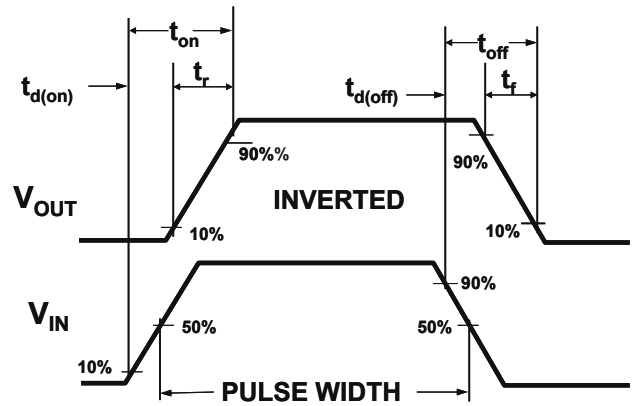 ton
toff
td(on)
tr
td(off)
tf
90%%
90%
VOUT
INVERTED
10%
10%
VIN
90%
50%
50%
10%
PULSE WIDTH